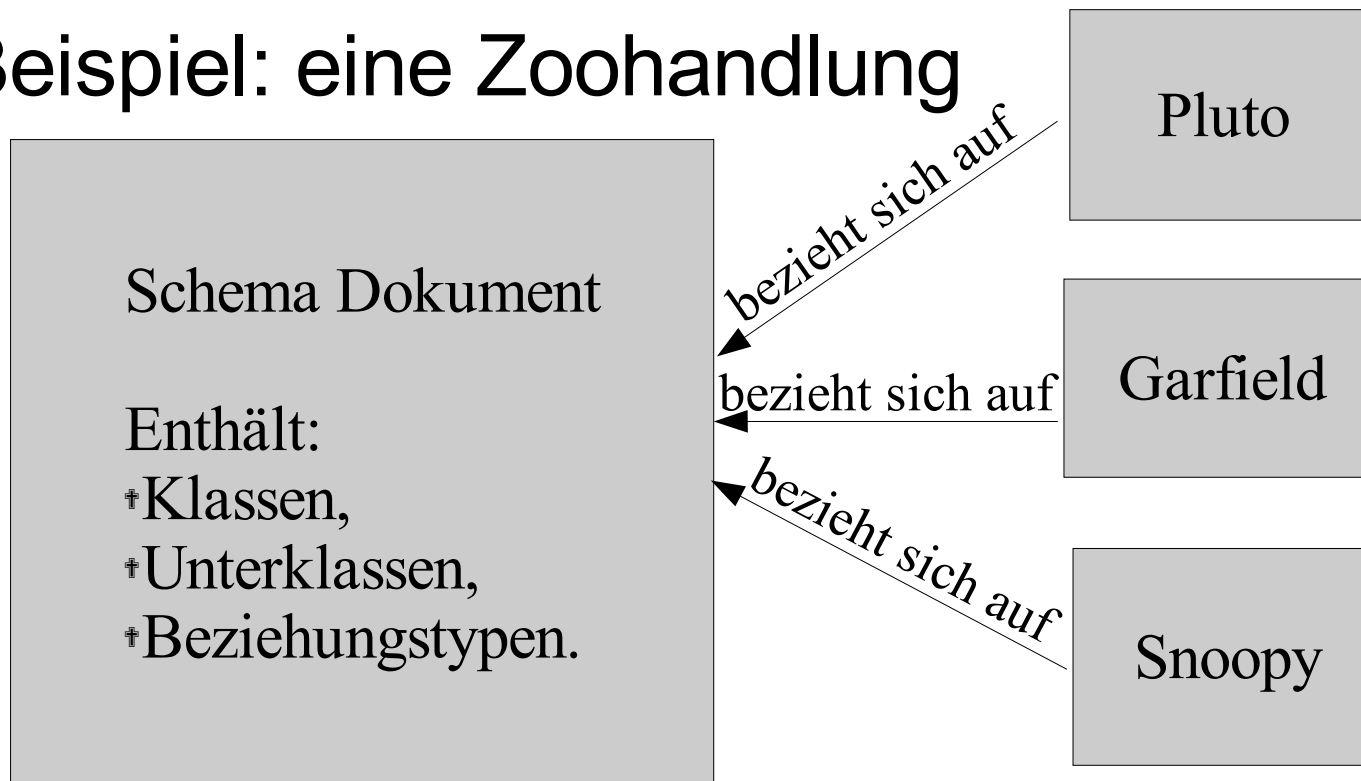 Beispiel: eine Zoohandlung
Schema Dokument
Enthält:
✟Klassen,
✟Unterklassen,
✟Beziehungstypen.
bezieht sich auf
bezieht sich auf
bezieht sich auf
Pluto
Garfield
Snoopy